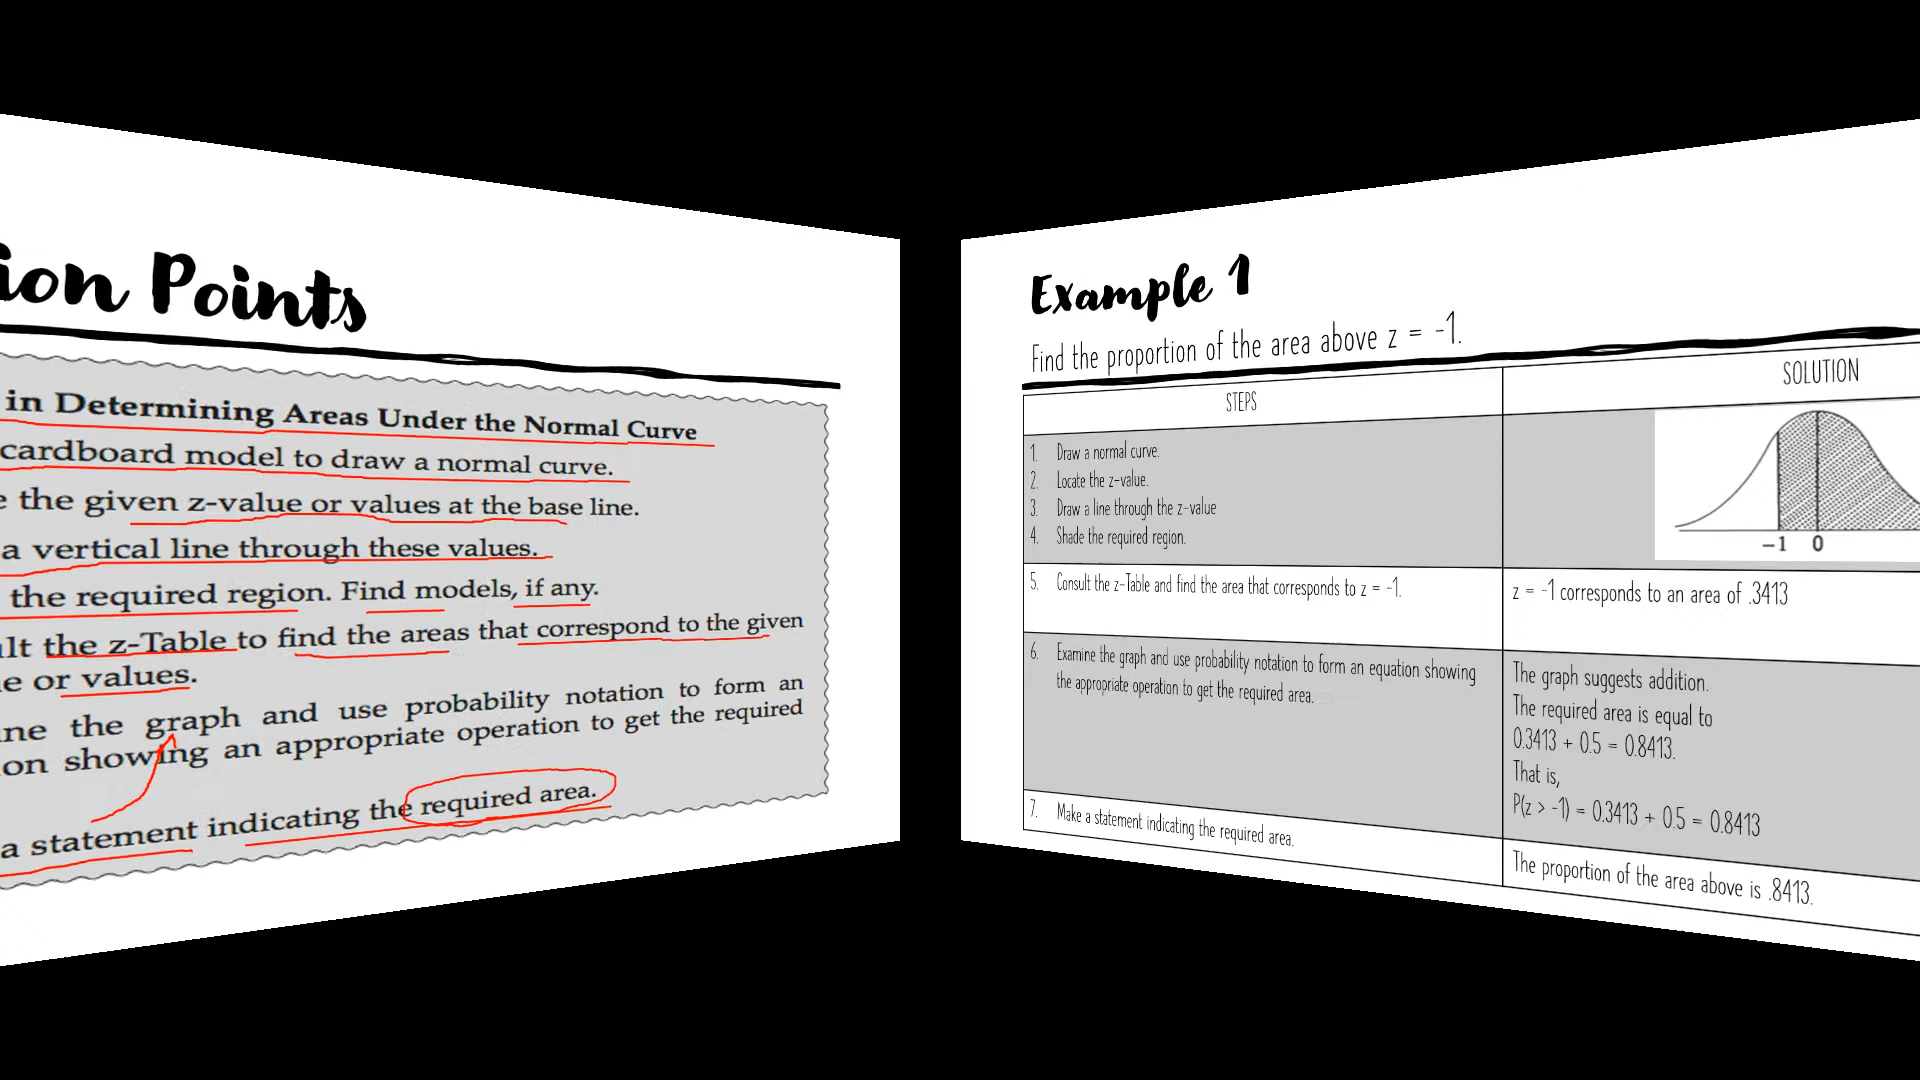 ion Points
in Determining Areas Under the Normal Curve
cardboard model to draw a normal curve.
e the given z-value or values at the base line.
a vertical line through these values.
the required region. Find models, if any.
ult the z-Table to find the areas that correspond to the given
ue or values.
ine the graph and use probability notation to form an
ion showing an appropriate operation to get the required
a statement indicating the required area.
Example 1
Find the proportion of the area above z = -1.
STEPS
SOLUTION
1. Draw a normal curve.
2. Locate the z-value.
3. Draw a line through the z-value
4. Shade the required region.
−1 0
5. Consult the z-Table and find the area that corresponds to z = -1.
z = -1 corresponds to an area of .3413
6. Examine the graph and use probability notation to form an equation showing
the appropriate operation to get the required area.
The graph suggests addition.
The required area is equal to
0.3413 + 0.5 = 0.8413.
That is,
P(z > -1) = 0.3413 + 0.5 = 0.8413
7. Make a statement indicating the required area.
The proportion of the area above is .8413.